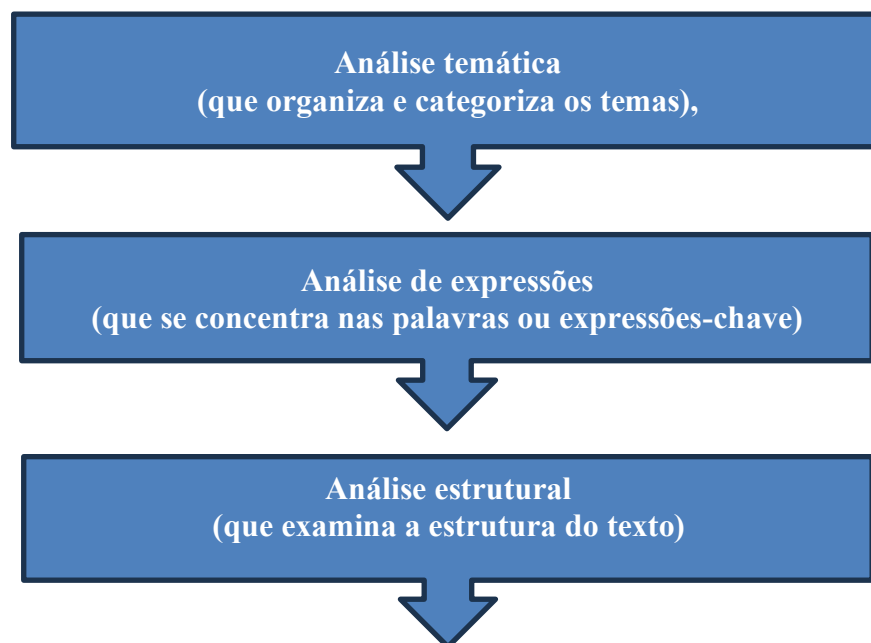 Análise temática
(que organiza e categoriza os temas),
Análise de expressões
(que se concentra nas palavras ou expressões-chave)
Análise estrutural
(que examina a estrutura do texto)